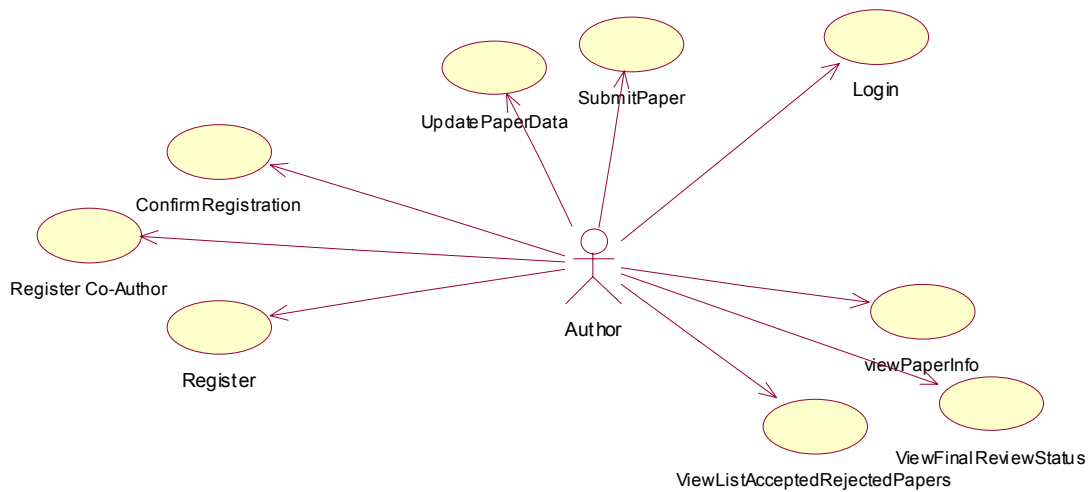 SubmitPaper
Login
UpdatePaperData
ConfirmRegistration
Register Co-Author
Author
viewPaperInfo
Register
ViewFinalReviewStatus
ViewListAcceptedRejectedPapers